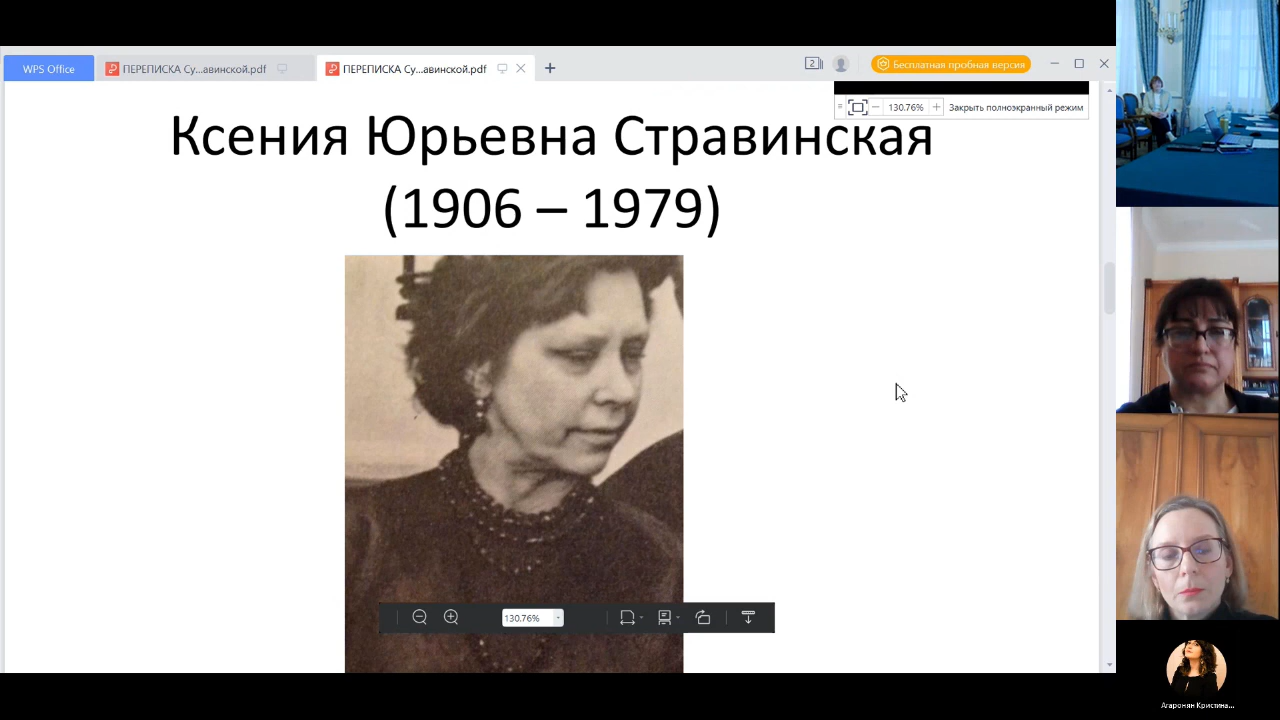 WPS Office
ПЕРЕПИСКА Су...авинской.pdf
ПЕРЕПИСКА Су...авинской.pdf
2
Бесплатная пробная версия
130.76%
Закрыть полноэкранный режим
Ксения Юрьевна Стравинская
(1906 – 1979)
130.76%
Агаронян Кристина...